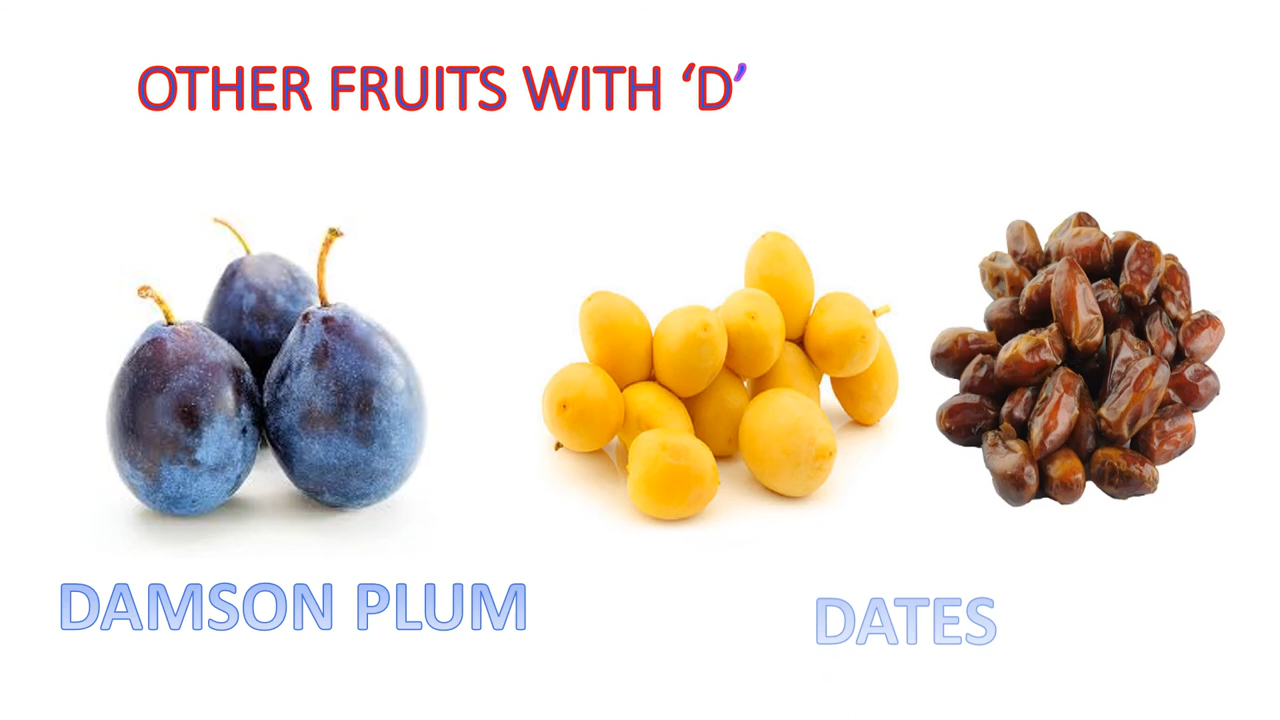 OTHER FRUITS WITH ‘D’
DAMSON PLUM
DATES